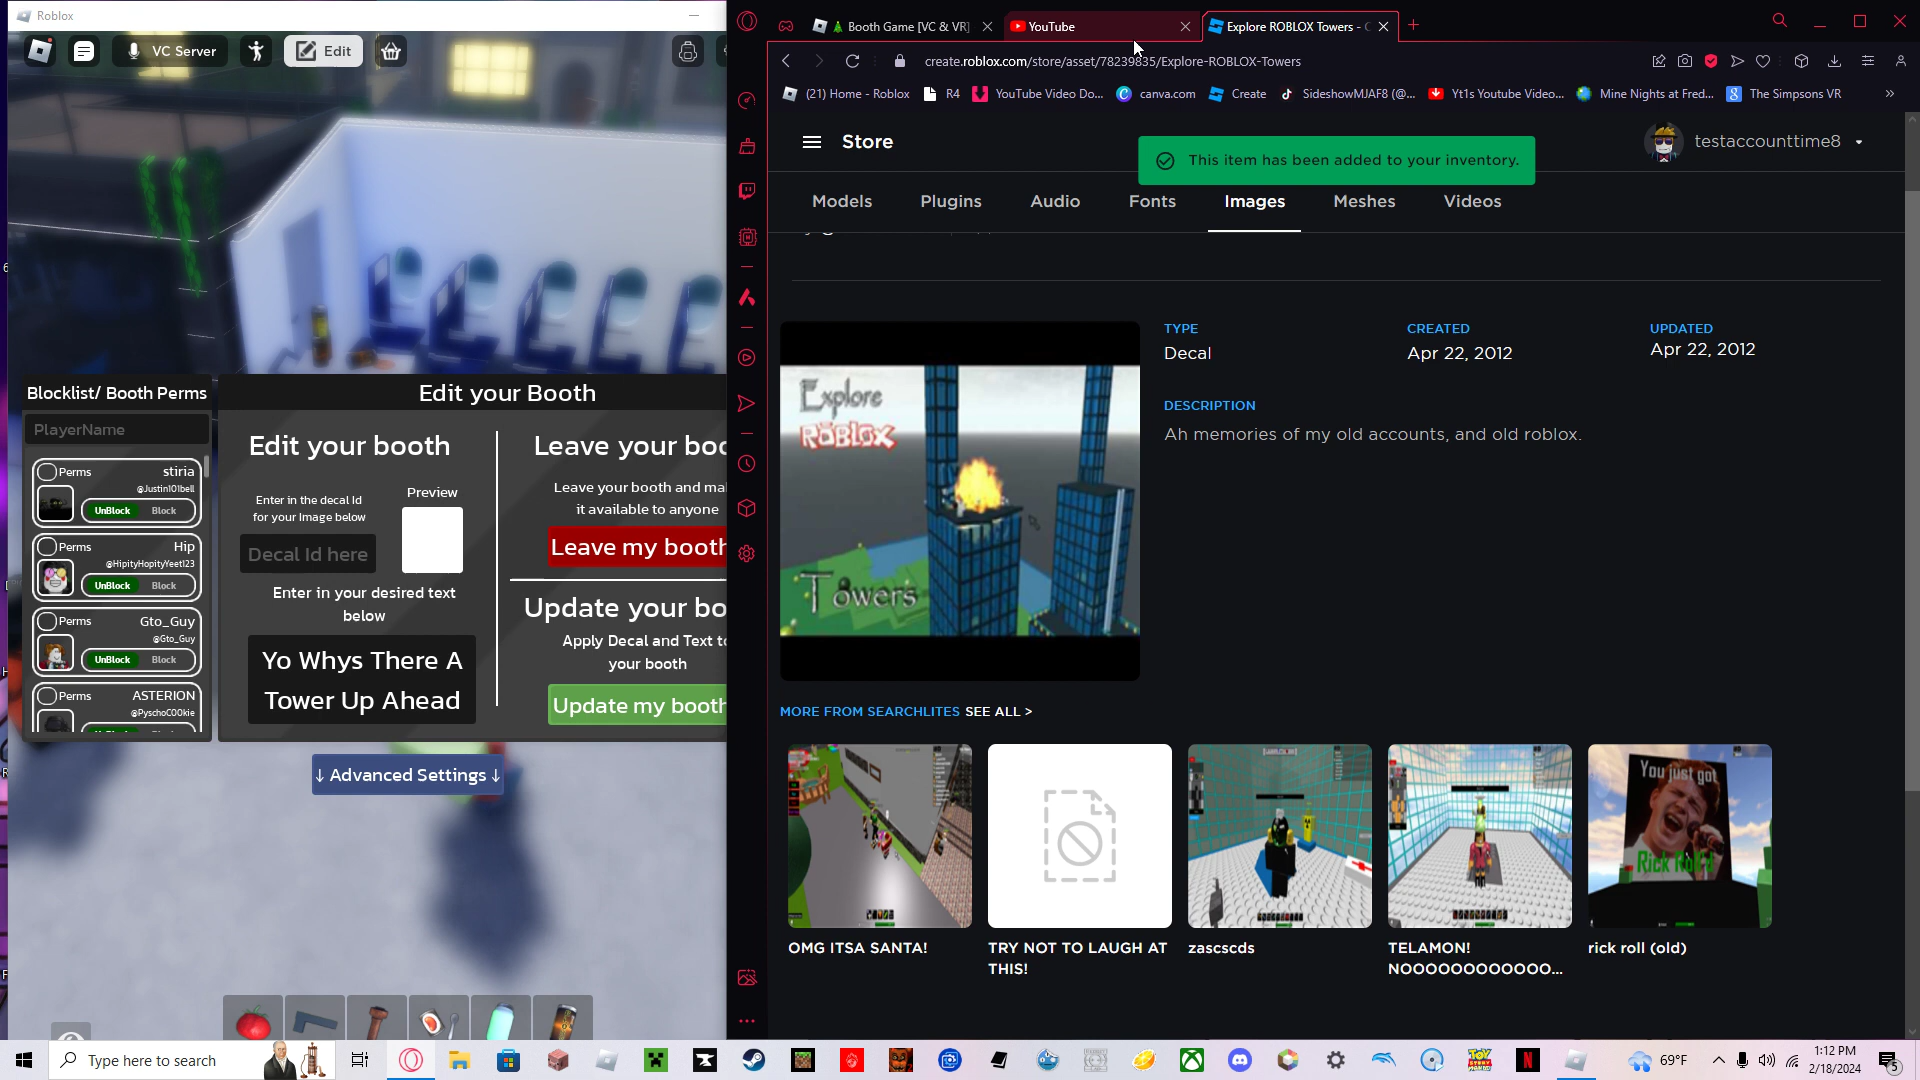 Roblox
VC Server
Edit
Booth Game [VC & VR]
YouTube
Explore ROBLOX Towers - C
create.roblox.com/store/asset/78239835/Explore-ROBLOX-Towers
(21) Home - Roblox
R4
YouTube Video Do...
canva.com
Create
SideshowMJAF8 (@...
Yt1s Youtube Video...
Mine Nights at Fred...
The Simpsons VR
Store
This item has been added to your inventory.
testaccounttime8
Models
Plugins
Audio
Fonts
Images
Meshes
Videos
TYPE
Decal
CREATED
Apr 22, 2012
UPDATED
Apr 22, 2012
DESCRIPTION
Ah memories of my old accounts, and old roblox.
Explore
ROBLOX
Towers
MORE FROM SEARCHLITES SEE ALL >
You just got
Rick Roll'd
OMG ITSA SANTA!
TRY NOT TO LAUGH AT
THIS!
zascscds
TELAMON!
NOOOOOOOOOOOO...
rick roll (old)
Blocklist/ Booth Perms
PlayerName
Perms
stiria
@Justin101bell
UnBlock
Block
Perms
Hip
@HipityHopityYeet123
UnBlock
Block
Perms
Gto_Guy
@Gto_Guy
UnBlock
Block
Perms
ASTERION
@PyschoC00kie
Edit your Booth
Edit your booth
Enter in the decal Id
for your Image below
Preview
Decal Id here
Enter in your desired text
below
Yo Whys There A
Tower Up Ahead
Leave your boo
Leave your booth and ma
it available to anyone
Leave my booth
Update your bo
Apply Decal and Text to
your booth
Update my booth
↓ Advanced Settings ↓
Type here to search
69°F
1:12 PM
2/18/2024
5